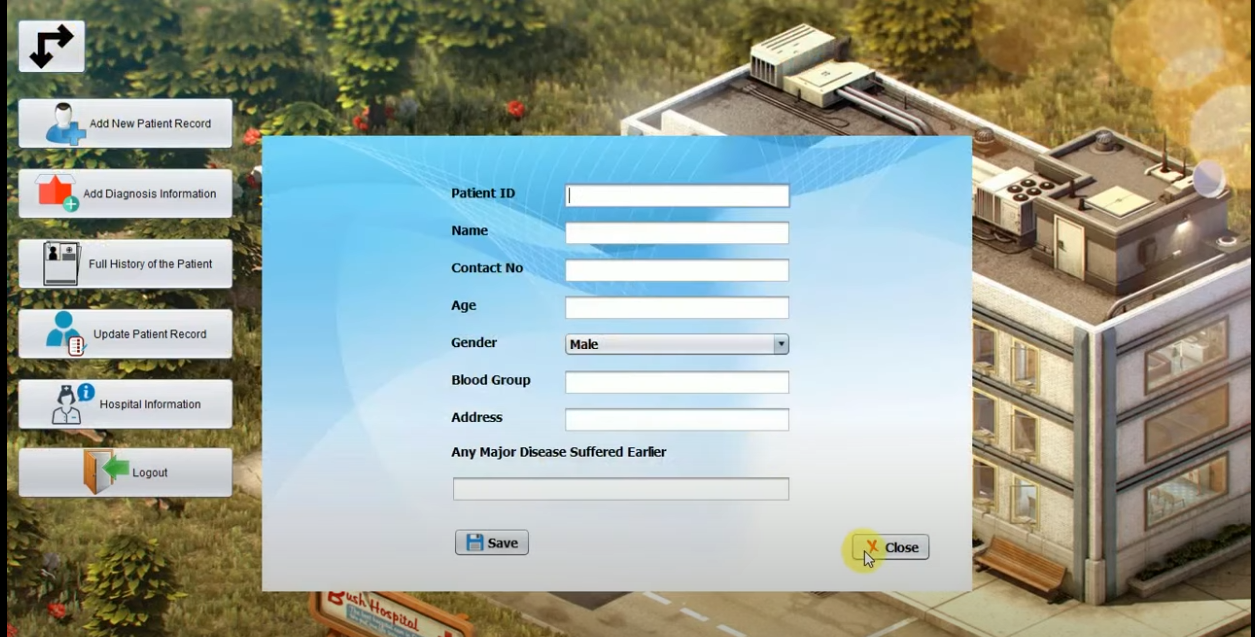 Add New Patient Record
Add Diagnosis Information
Full History of the Patient
Update Patient Record
Hospital Information
Logout
Patient ID
Name
Contact No
Age
Gender
Male
Blood Group
Address
Any Major Disease Suffered Earlier
Save
Close
Bush Hospital